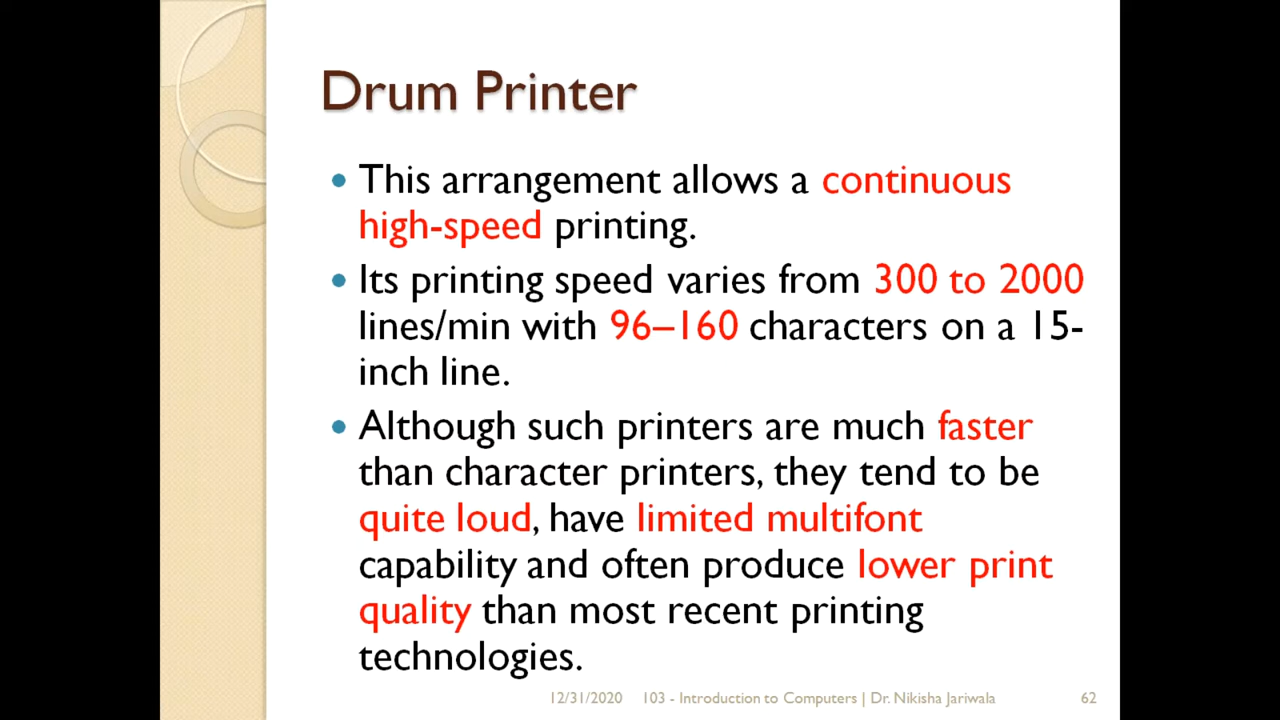 Drum Printer
• This arrangement allows a continuous
high-speed printing.
• Its printing speed varies from 300 to 2000
lines/min with 96–160 characters on a 15-
inch line.
• Although such printers are much faster
than character printers, they tend to be
quite loud, have limited multifont
capability and often produce lower print
quality than most recent printing
technologies.
12/31/2020 103 - Introduction to Computers | Dr. Nikisha Jariwala 62